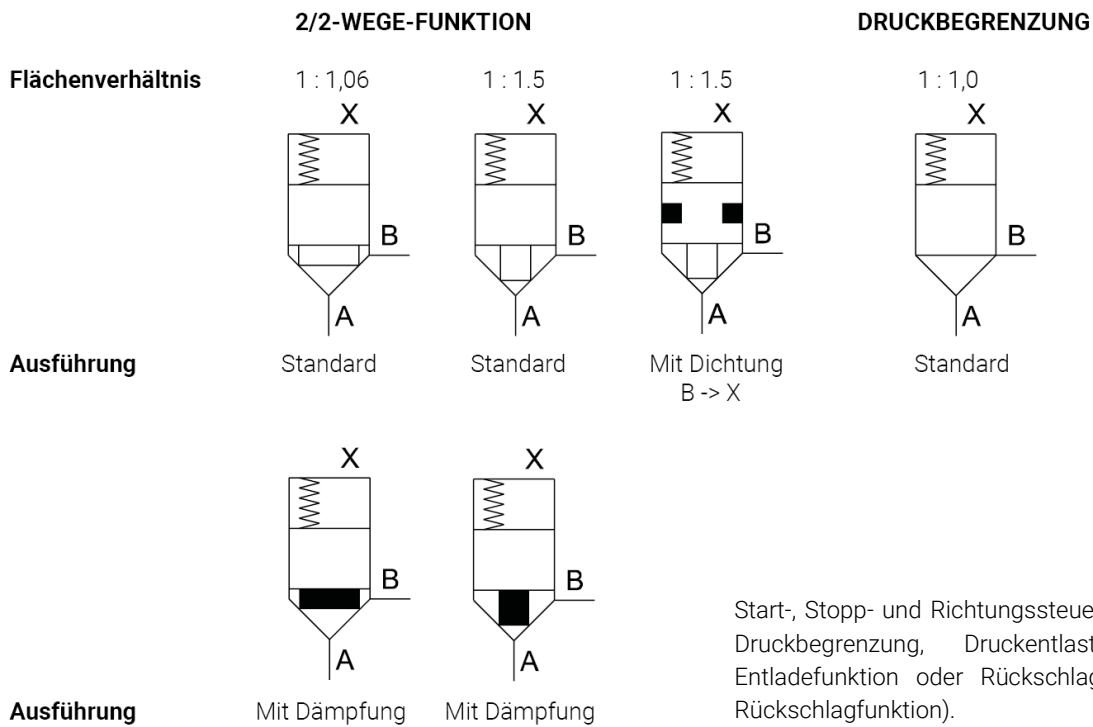 2/2-WEGE-FUNKTION DRUCKBEGRENZUNG
Flächenverhältnis 1 : 1,06 1 : 1.5 1 : 1.5 1 : 1,0
X X X X
B B B B
A A A A
Ausführung Standard Standard Mit Dichtung Standard
B -> X
X X
B B
A A
Start-, Stopp- und Richtungssteue
Druckbegrenzung, Druckentlast
Entladefunktion oder Rückschlag
Rückschlagfunktion).
Ausführung Mit Dämpfung Mit Dämpfung